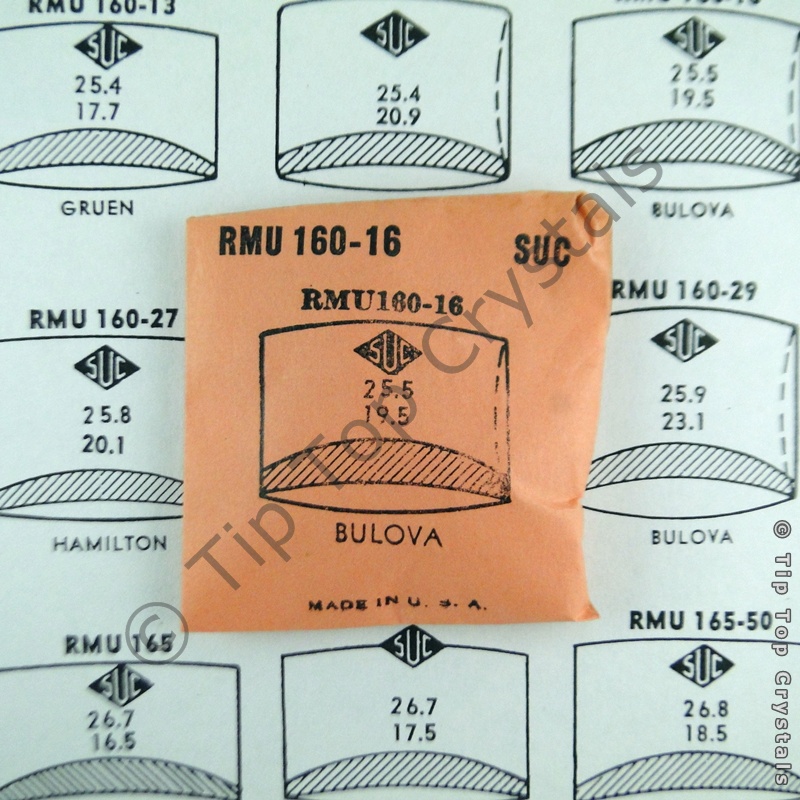 RMU 160-13
SUC
25.4
17.7
GRUEN
SUC
25.4
20.9
SUC
25.5
19.5
BULOVA
RMU 160-16 SUC
RMU160-16
SUC
25.5
19.5
BULOVA
MADE IN U. S. A.
RMU 160-27
SUC
25.8
20.1
HAMILTON
RMU 160-29
SUC
25.9
23.1
BULOVA
RMU 165
SUC
26.7
16.5
SUC
26.7
17.5
RMU 165-50
SUC
26.8
18.5
© Tip Top Crystals
© Tip Top Crystals